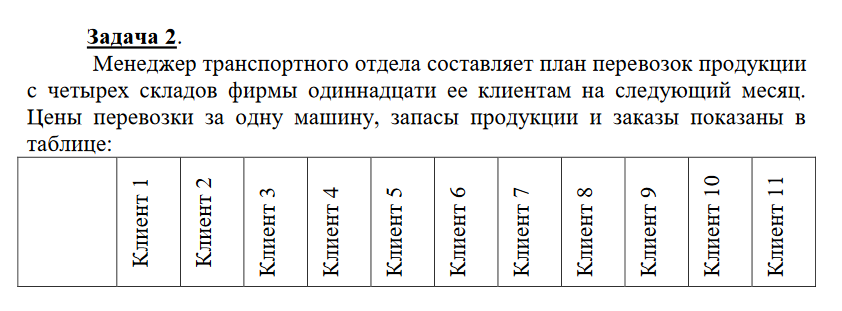 Задача 2.
Менеджер транспортного отдела составляет план перевозок продукции
с четырех складов фирмы одиннадцати ее клиентам на следующий месяц.
Цены перевозки за одну машину, запасы продукции и заказы показаны в
таблице:
Клиент 1
Клиент 2
Клиент 3
Клиент 4
Клиент 5
Клиент 6
Клиент 7
Клиент 8
Клиент 9
Клиент 10
Клиент 11